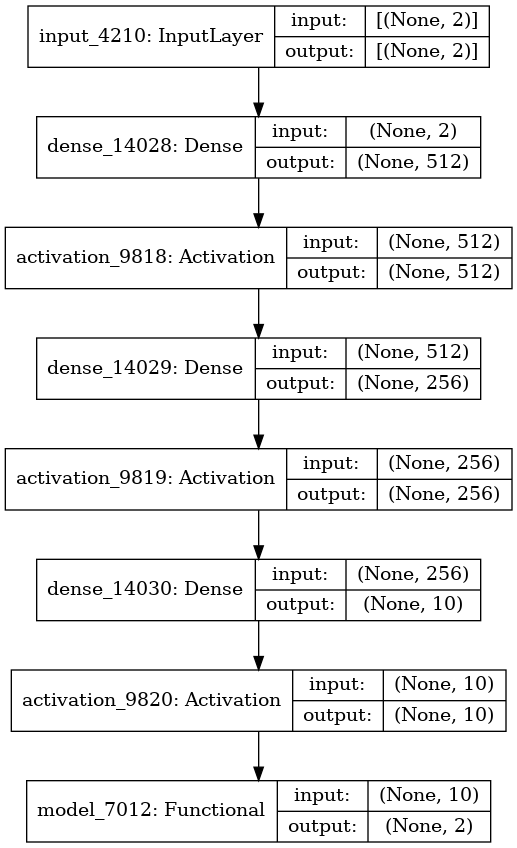 input_4210: InputLayer
input:
[(None, 2)]
output:
[(None, 2)]
dense_14028: Dense
input:
(None, 2)
output:
(None, 512)
activation_9818: Activation
input:
(None, 512)
output:
(None, 512)
dense_14029: Dense
input:
(None, 512)
output:
(None, 256)
activation_9819: Activation
input:
(None, 256)
output:
(None, 256)
dense_14030: Dense
input:
(None, 256)
output:
(None, 10)
activation_9820: Activation
input:
(None, 10)
output:
(None, 10)
model_7012: Functional
input:
(None, 10)
output:
(None, 2)